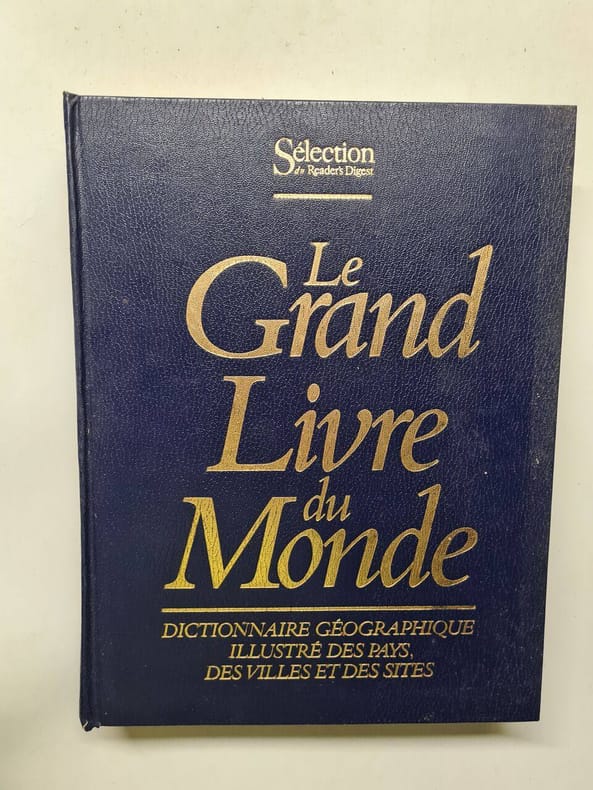 Sélection
du Reader's Digest
Le
Grand
Livre
du
Monde
DICTIONNAIRE GÉOGRAPHIQUE
ILLUSTRÉ DES PAYS,
DES VILLES ET DES SITES